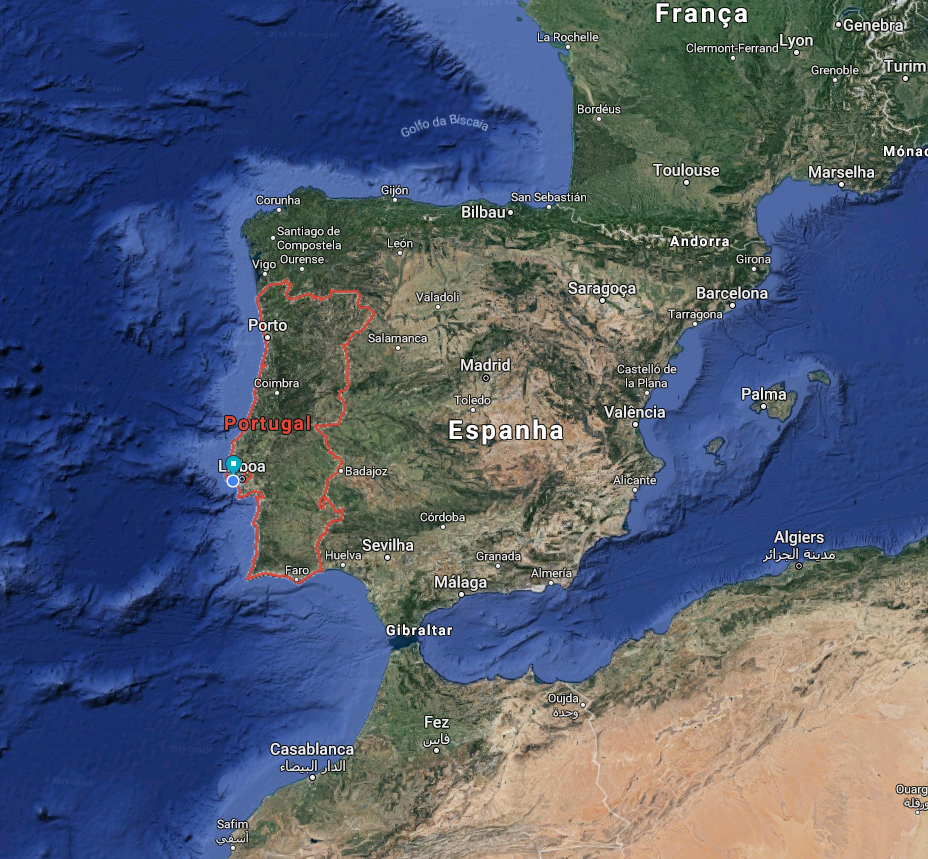 França
Genebra
La Rochelle
Lyon
Clermont-Ferrand
Grenoble
Turim
Bordéus
Golfo da Biscaia
Mónac
Toulouse
Marselha
Gijón
San Sebastián
Corunha
Bilbau
Santiago de
Compostela
León
Andorra
Vigo
Ourense
Girona
Saragoça
Barcelona
Valadoli
Tarragona
Porto
Salamanca
Madrid
Castelló de
la Plana
Coimbra
Toledo
Palma
Valência
Portugal
Espanha
Badajoz
Alicante
Córdoba
Algiers
مدينة الجزائر
Sevilha
Huelva
Granada
Faro
Almería
Málaga
Gibraltar
Oujda
وجدة
Fez
فاس
Casablanca
الدار البيضاء
Ouarg
ورقلة
Safim
آسفي